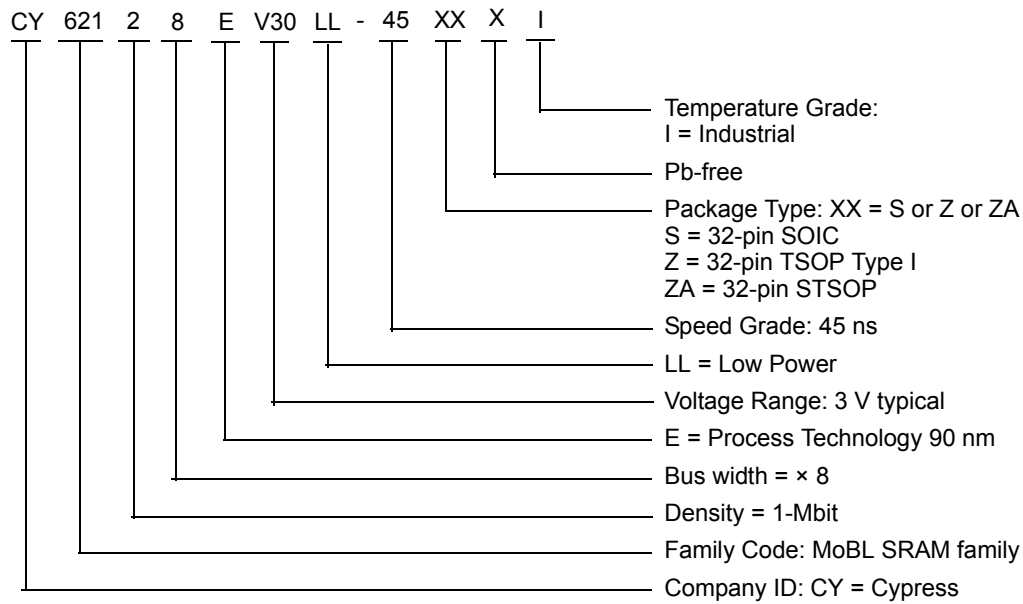 CY 621 2 8 E V30 LL - 45 XX X I
Temperature Grade:
I = Industrial
Pb-free
Package Type: XX = S or Z or ZA
S = 32-pin SOIC
Z = 32-pin TSOP Type I
ZA = 32-pin STSOP
Speed Grade: 45 ns
LL = Low Power
Voltage Range: 3 V typical
E = Process Technology 90 nm
Bus width = × 8
Density = 1-Mbit
Family Code: MoBL SRAM family
Company ID: CY = Cypress